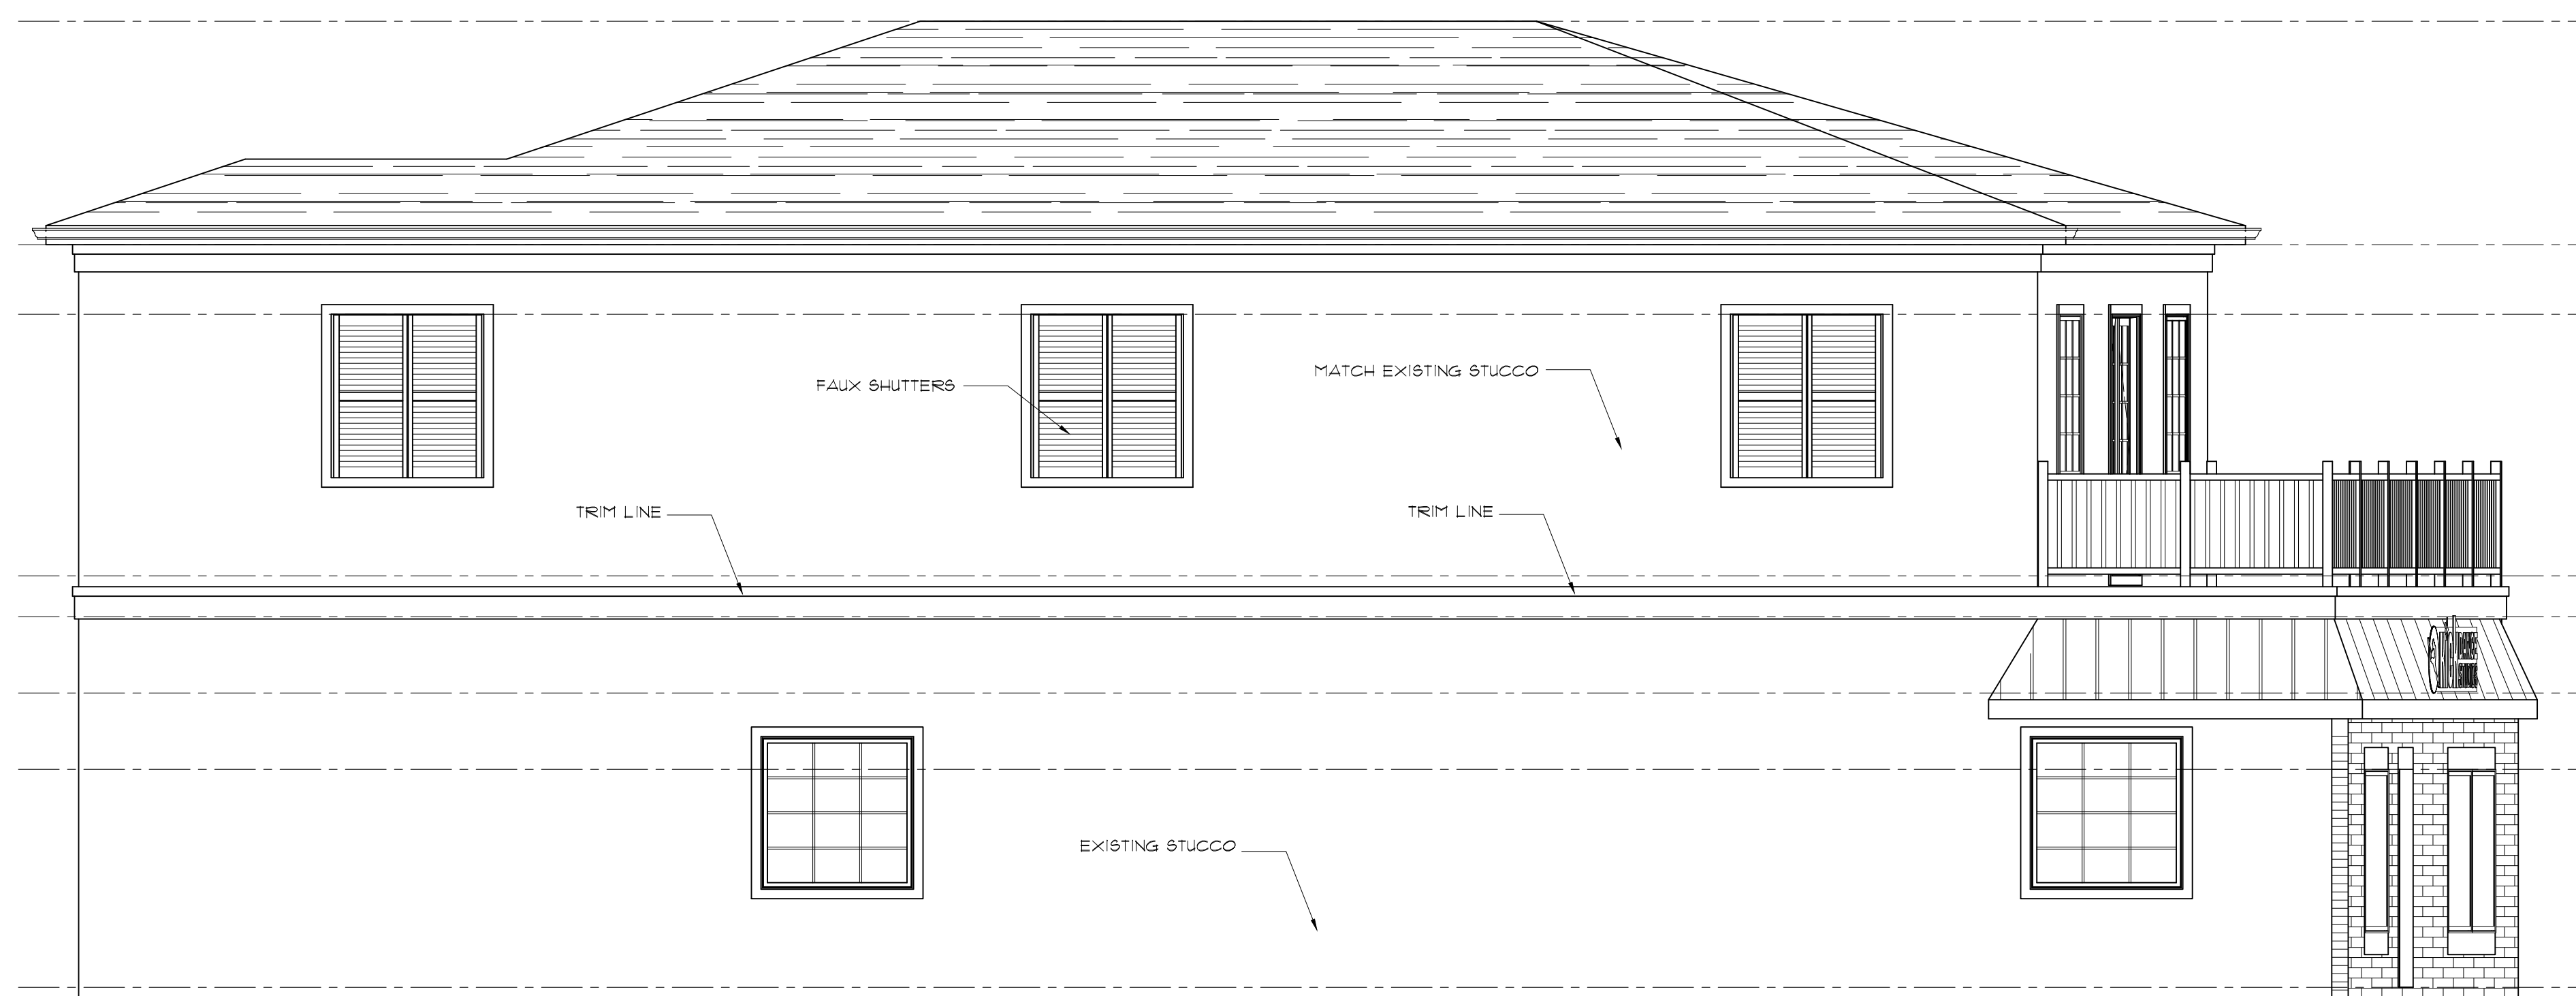 MATCH EXISTING STUCCO
FAUX SHUTTERS
TRIM LINE
TRIM LINE
EXISTING STUCCO